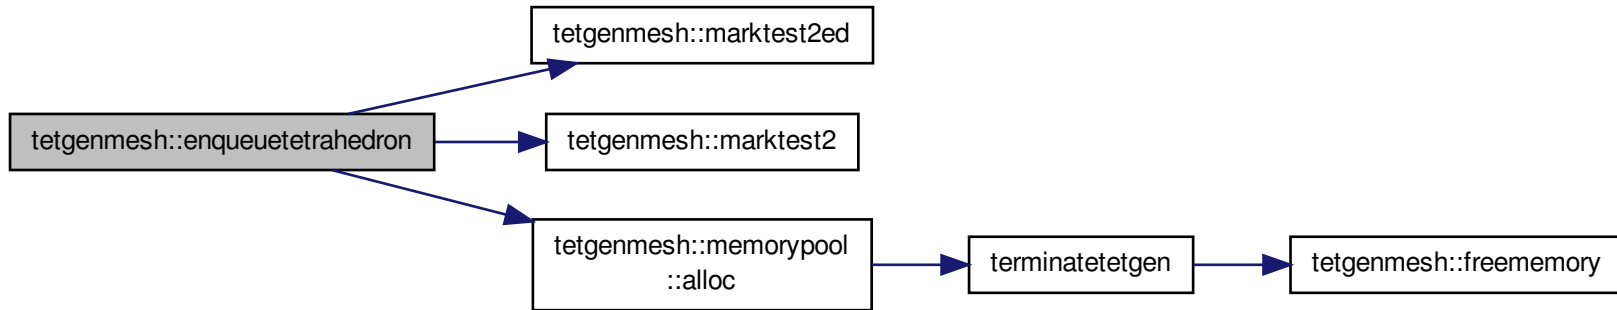 tetgenmesh::marktest2ed
tetgenmesh::enqueuetetrahedron
tetgenmesh::marktest2
tetgenmesh::memorypool
::alloc
terminatetetgen
tetgenmesh::freememory